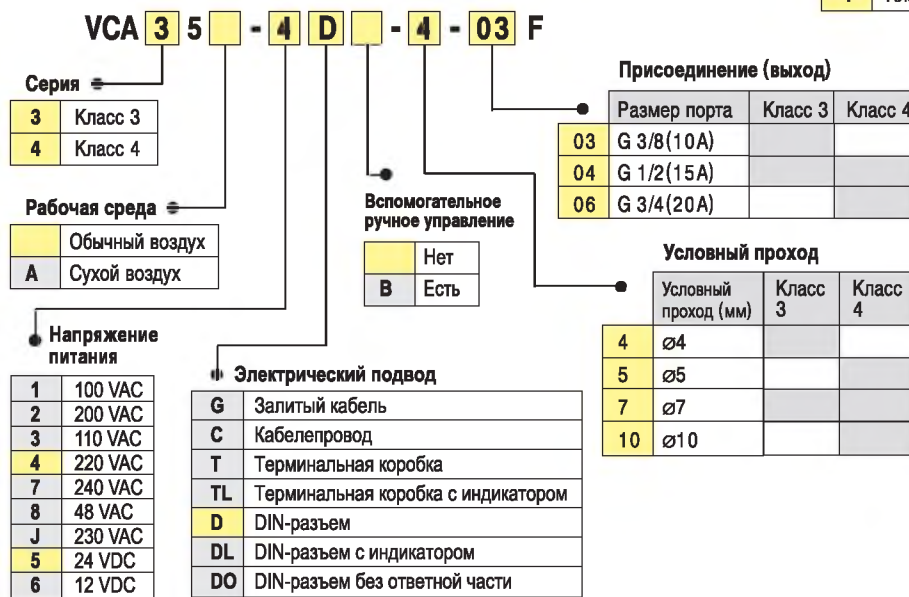 VCA 3 5 - 4 D - 4 - 03 F
Серия
3 Класс 3
4 Класс 4
Рабочая среда
Обычный воздух
A Сухой воздух
Напряжение
питания
1 100 VAC
2 200 VAC
3 110 VAC
4 220 VAC
7 240 VAC
8 48 VAC
J 230 VAC
5 24 VDC
6 12 VDC
Электрический подвод
G Залитый кабель
C Кабелепровод
T Терминальная коробка
TL Терминальная коробка с индикатором
D DIN-разъем
DL DIN-разъем с индикатором
DO DIN-разъем без ответной части
Вспомогательное
ручное управление
Нет
B Есть
Присоединение (выход)
Размер порта Класс 3 Класс 4
03 G 3/8(10A)
04 G 1/2(15A)
06 G 3/4(20A)
Условный проход
Условный проход (мм) Класс 3 Класс 4
4 ⌀4
5 ⌀5
7 ⌀7
10 ⌀10